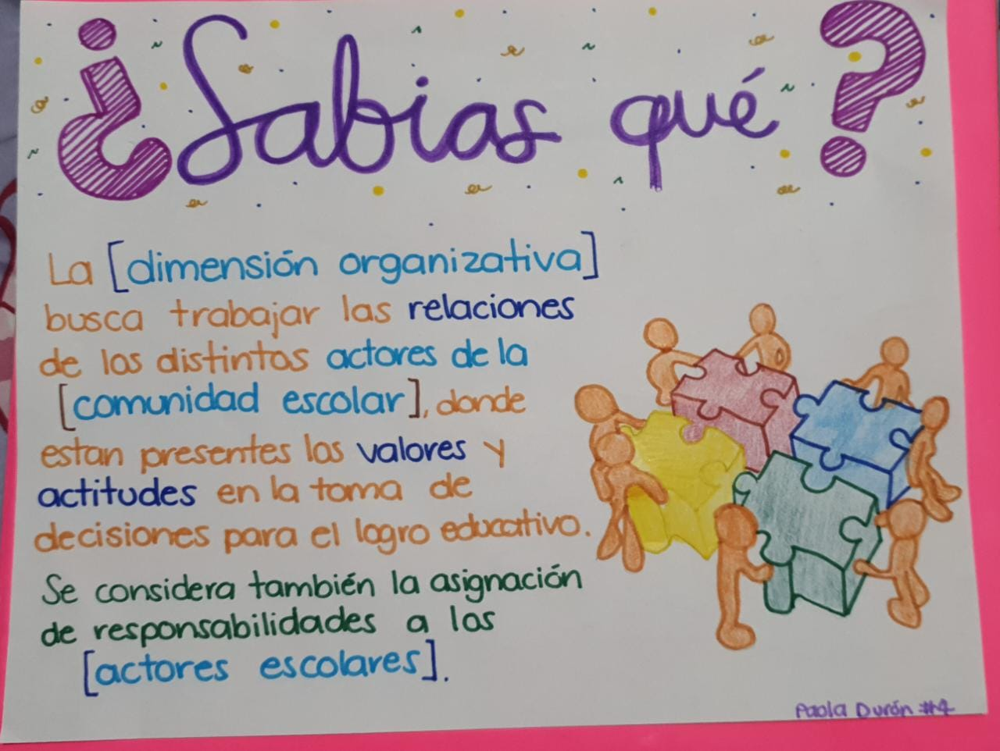 ¿Sabias qué?
La [dimensión organizativa]
busca trabajar las relaciones
de los distintos actores de la
[comunidad escolar], donde
estan presentes los valores y
actitudes en la toma de
decisiones para el logro educativo.
Se considera también la asignación
de responsabilidades a los
[actores escolares].
Paola Durón #14